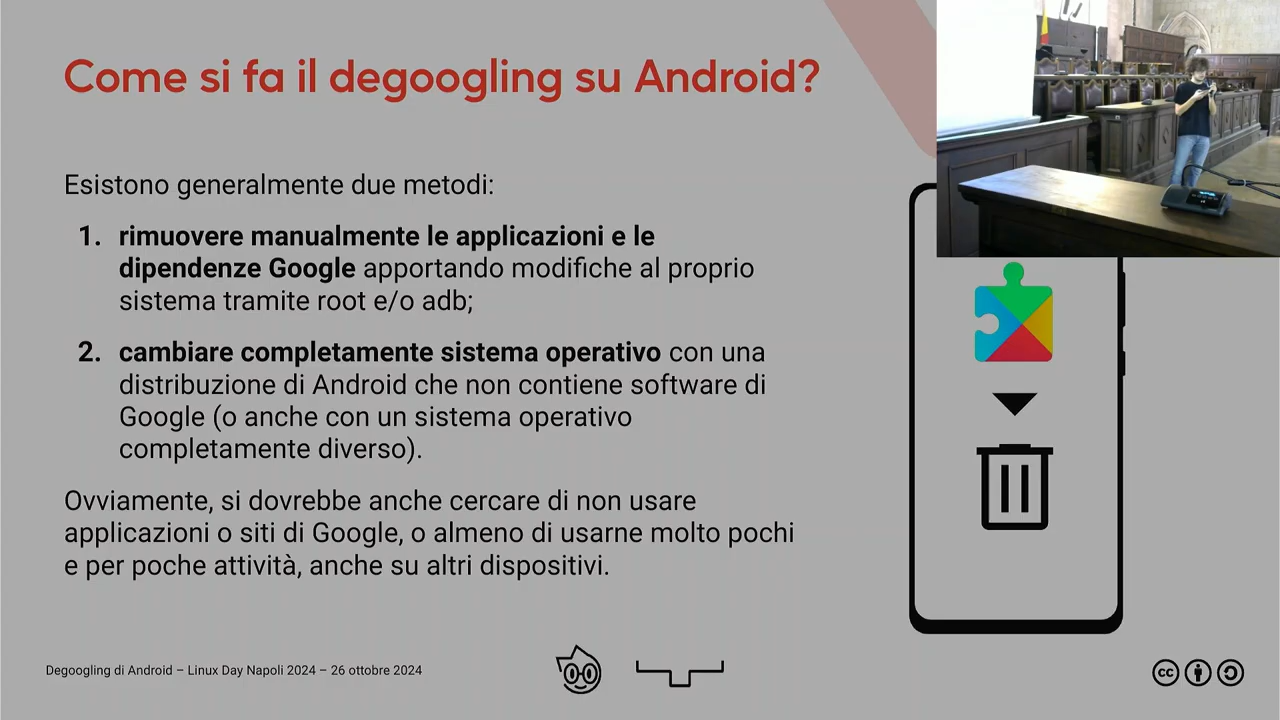 Come si fa il degoogling su Android?
Esistono generalmente due metodi:
1. rimuovere manualmente le applicazioni e le
dipendenze Google apportando modifiche al proprio
sistema tramite root e/o adb;
2. cambiare completamente sistema operativo con una
distribuzione di Android che non contiene software di
Google (o anche con un sistema operativo
completamente diverso).
Ovviamente, si dovrebbe anche cercare di non usare
applicazioni o siti di Google, o almeno di usarne molto pochi
e per poche attività, anche su altri dispositivi.
Degoogling di Android – Linux Day Napoli 2024 – 26 ottobre 2024
cc